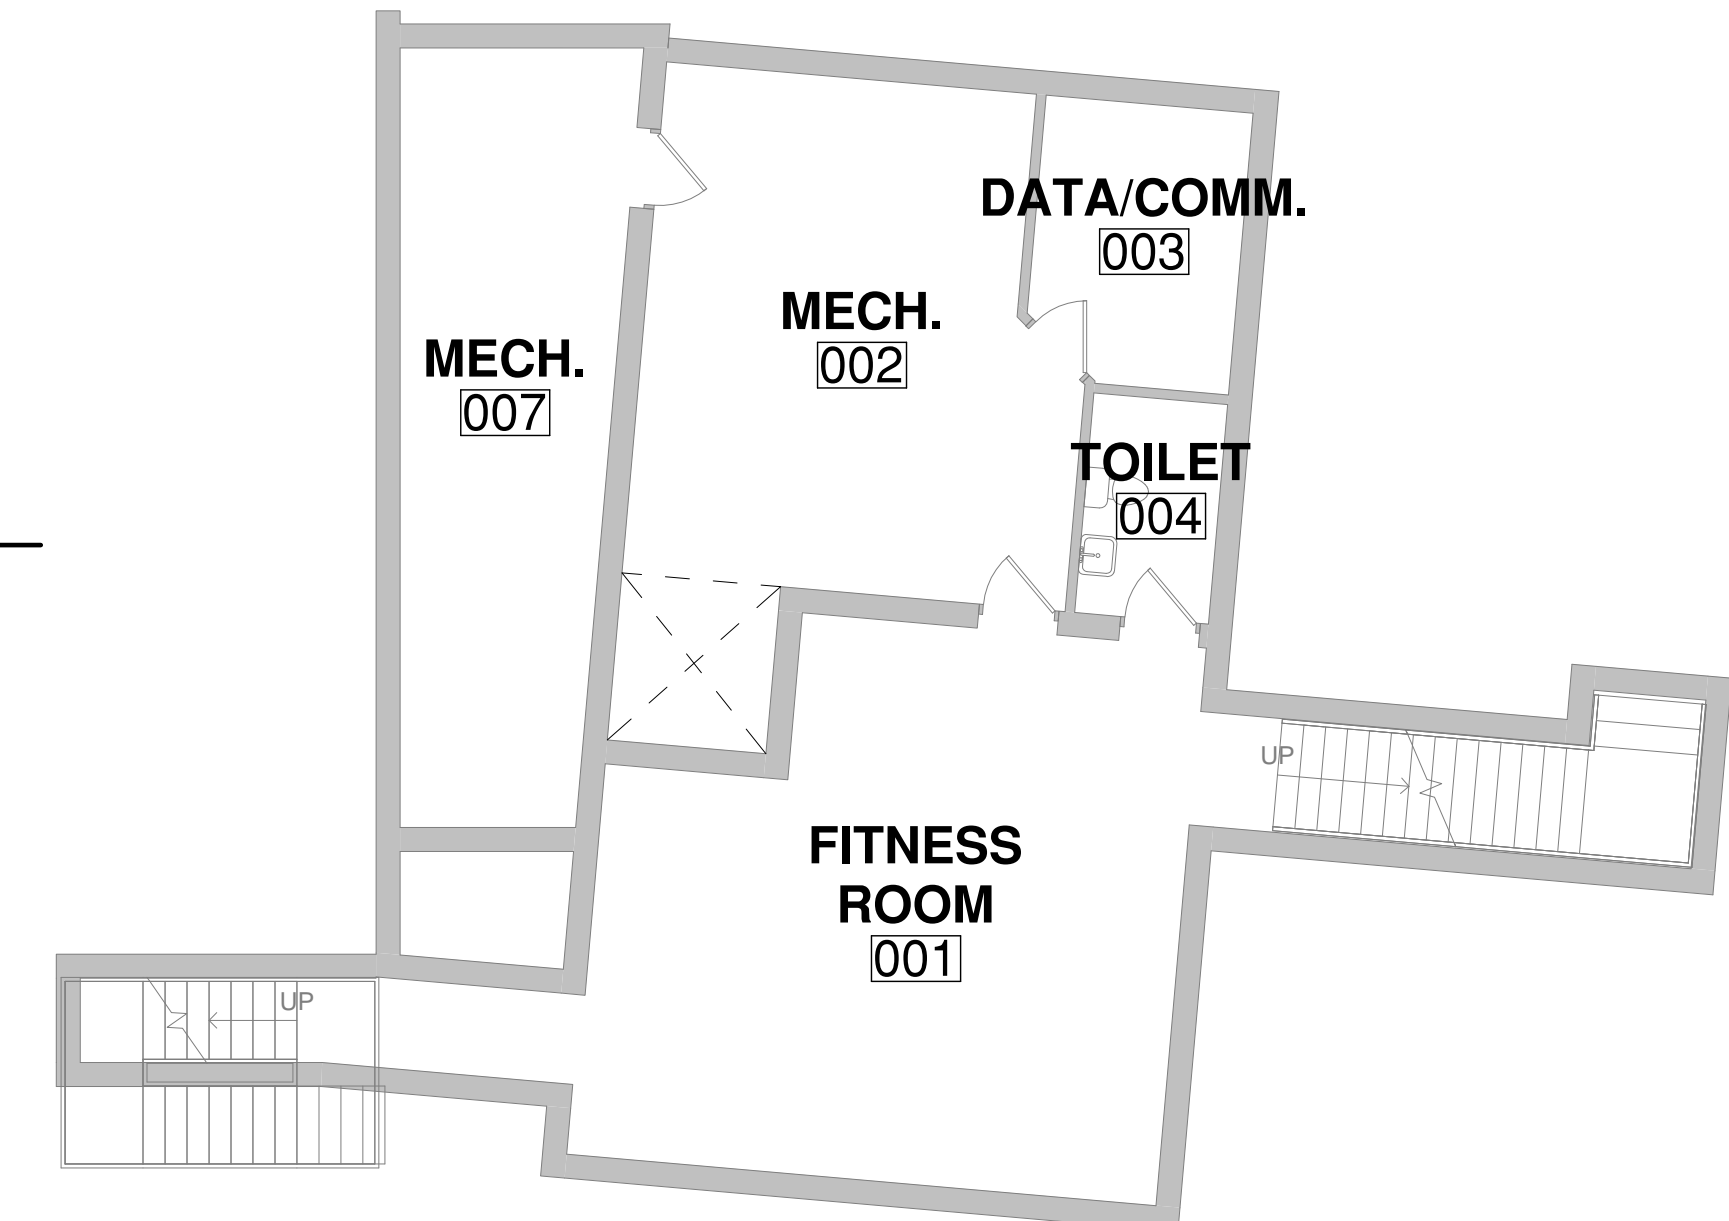 DATA/COMM.
003
MECH.
002
MECH.
007
TOILET
004
UP
FITNESS
ROOM
001
UP